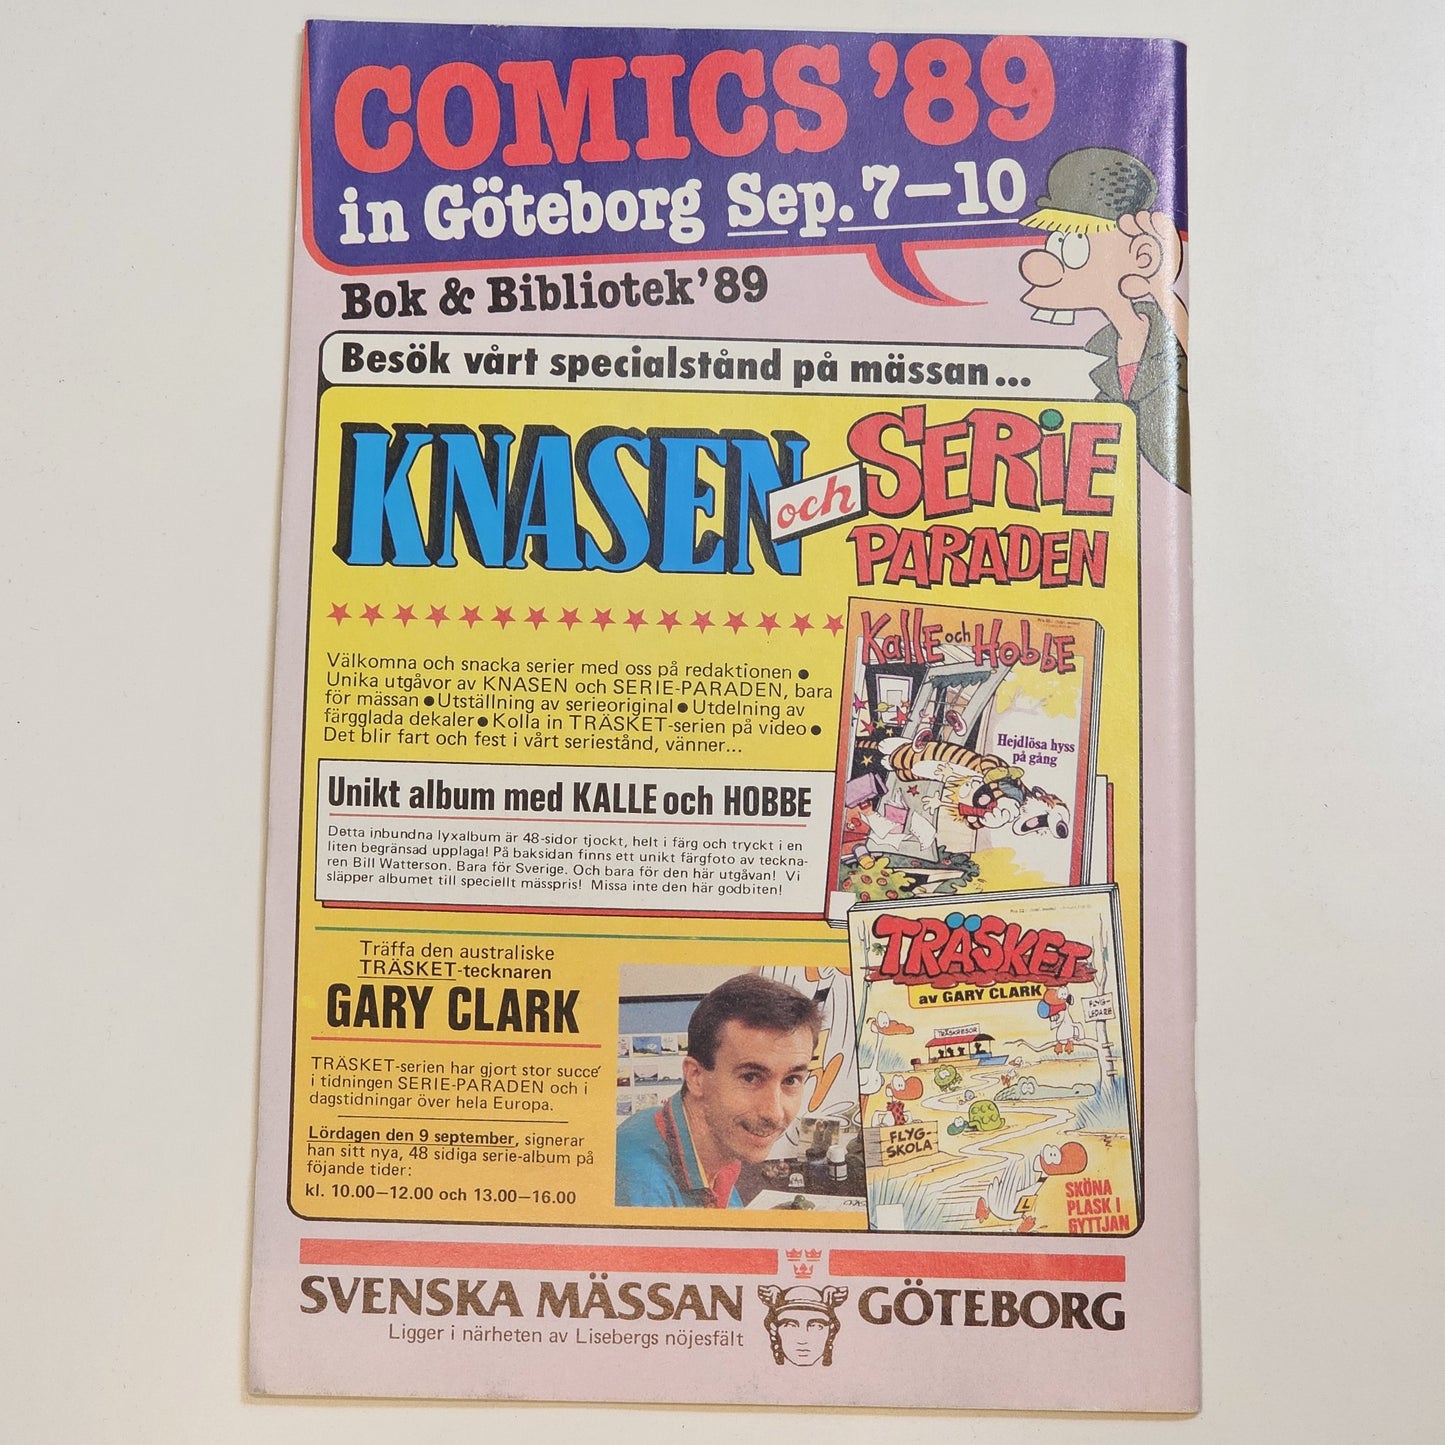 COMICS '89
in Göteborg Sep. 7–10
Bok & Bibliotek '89
Besök vårt specialstånd på mässan...
KNASEN
och
SERIE
PARADEN
Välkomna och snacka serier med oss på redaktionen ●
Unika utgåvor av KNASEN och SERIE-PARADEN, bara
för mässan ● Utställning av serieoriginal ● Utdelning av
färgglada dekaler ● Kolla in TRÄSKET-serien på video ●
Det blir fart och fest i vårt seriestånd, vänner...
Kalle och Hobbe
Hejdlösa hyss
på gång
Unikt album med KALLE och HOBBE
Detta inbundna lyxalbum är 48-sidor tjockt, helt i färg och tryckt i en
liten begränsad upplaga! På baksidan finns ett unikt färgfoto av teckna-
ren Bill Watterson. Bara för Sverige. Och bara för den här utgåvan! Vi
släpper albumet till speciellt mässpris! Missa inte den här godbiten!
Träffa den australiske
TRÄSKET-tecknaren
GARY CLARK
TRÄSKET-serien har gjort stor succe´
i tidningen SERIE-PARADEN och i
dagstidningar över hela Europa.
Lördagen den 9 september, signerar
han sitt nya, 48 sidiga serie-album på
föjande tider:
kl. 10.00–12.00 och 13.00–16.00
TRÄSKET
av GARY CLARK
FLYG-
LEDARE
TRÄSKRESOR
FLYG-
SKOLA
L
SKÖNA
PLASK I
GYTTJAN
SVENSKA MÄSSAN GÖTEBORG
Ligger i närheten av Lisebergs nöjesfält